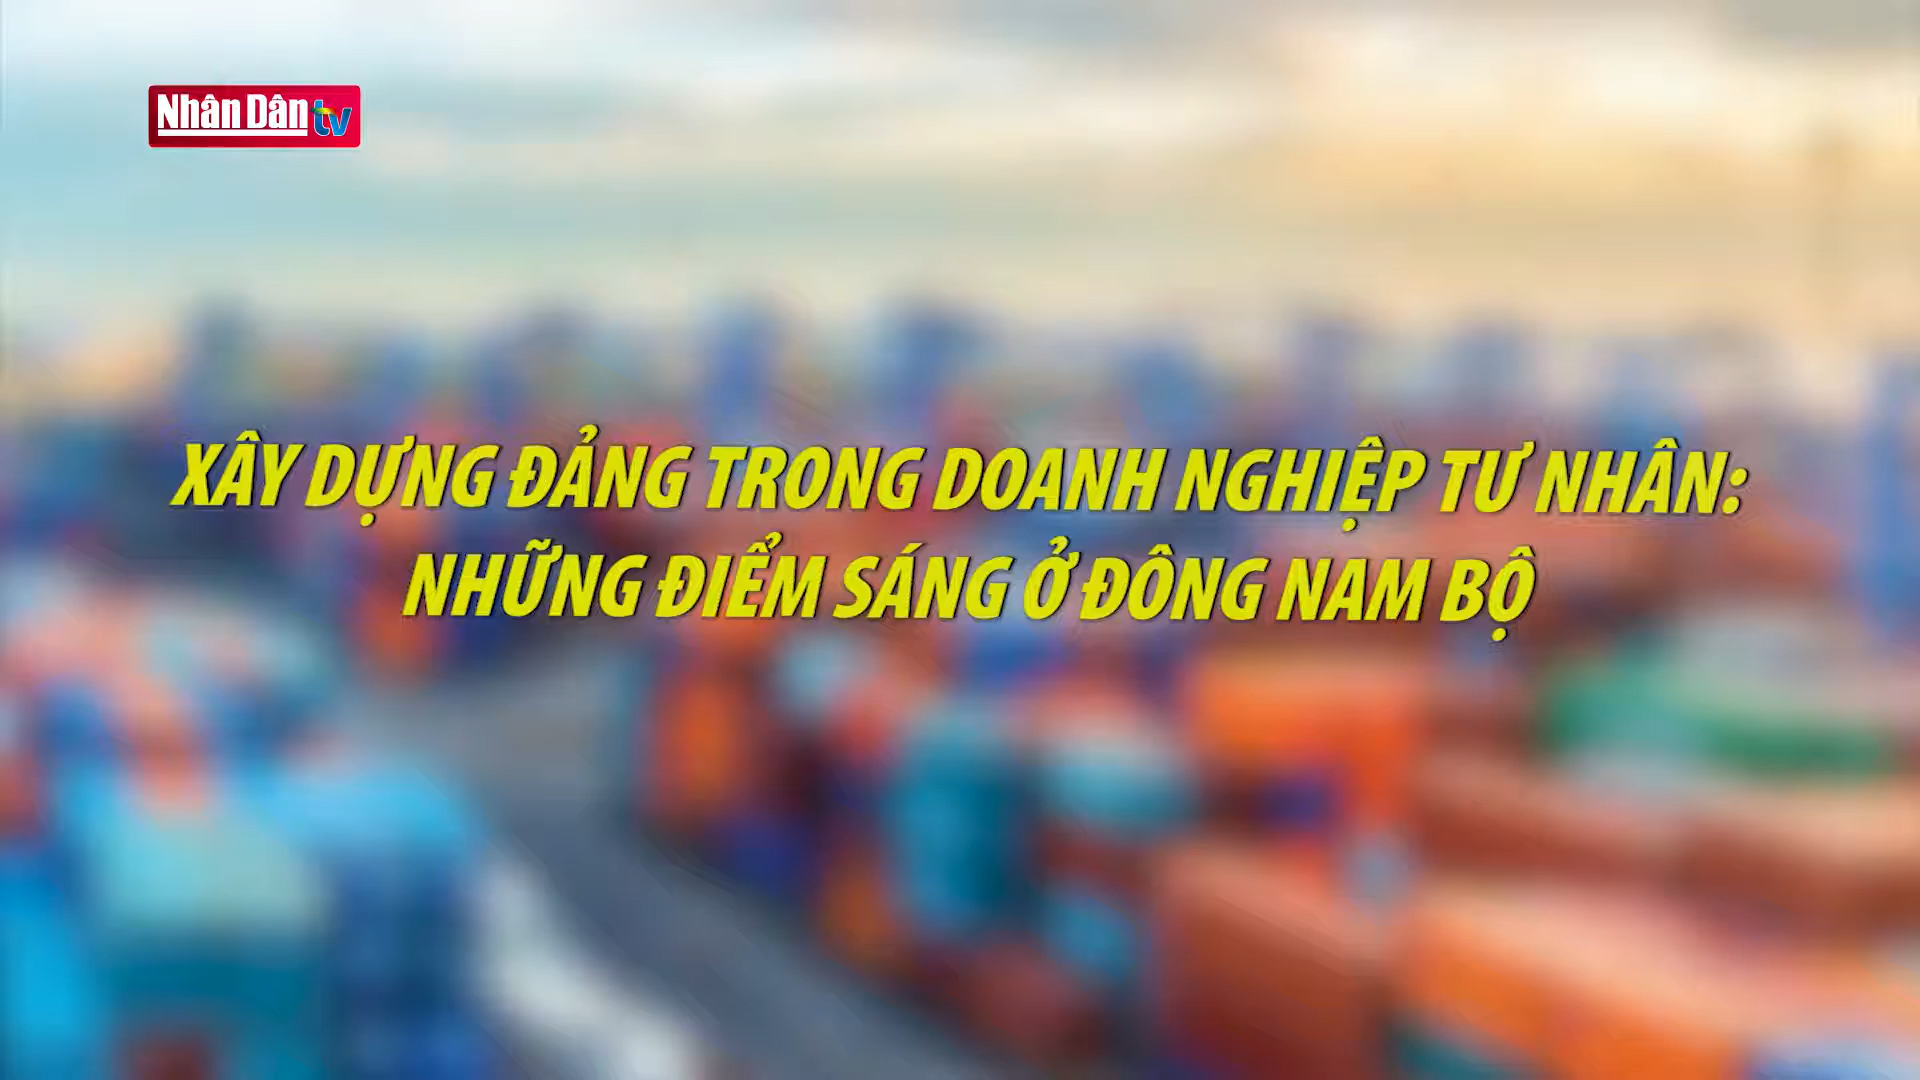 Nhân Dân tv
XÂY DỰNG ĐẢNG TRONG DOANH NGHIỆP TƯ NHÂN:
NHỮNG ĐIỂM SÁNG Ở ĐÔNG NAM BỘ